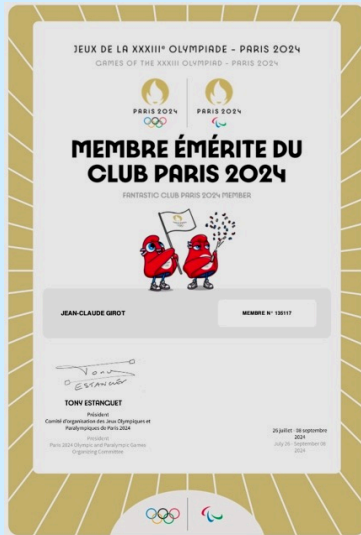 JEUX DE LA XXXIIIᵉ OLYMPIADE - PARIS 2024
GAMES OF THE XXXIII OLYMPIAD - PARIS 2024
PARIS 2024
PARIS 2024
MEMBRE ÉMÉRITE DU
CLUB PARIS 2024
FANTASTIC CLUB PARIS 2024 MEMBER
JEAN-CLAUDE GIROT
MEMBRE N° 135117
Tony
ESTANGUET
TONY ESTANGUET
Président
Comité d'organisation des Jeux Olympiques et
Paralympiques de Paris 2024
President
Paris 2024 Olympic and Paralympic Games
Organising Committee
26 juillet - 08 septembre
2024
July 26 - September 08
2024